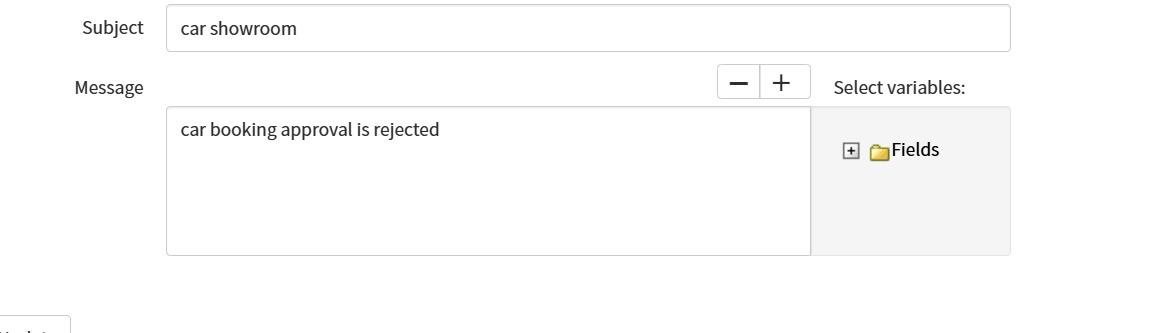 Subject
car showroom
Message
Select variables:
car booking approval is rejected
Fields